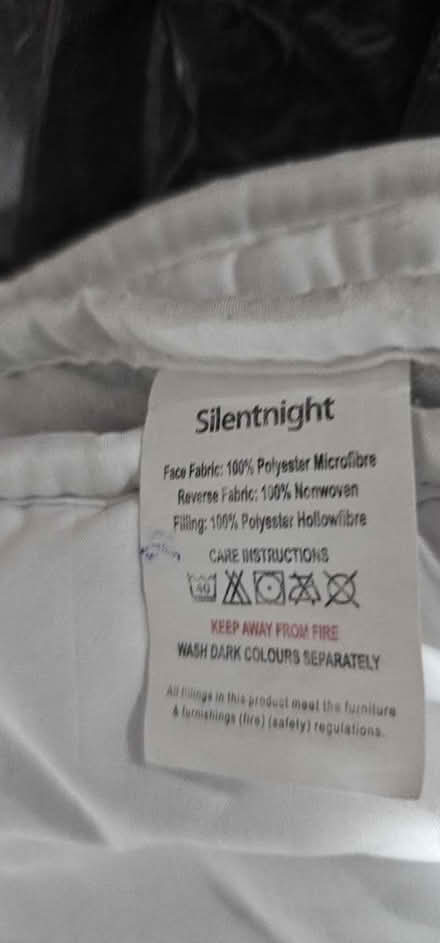 Silentnight
Face Fabric: 100% Polyester Microfibre
Reverse Fabric: 100% Nonwoven
Filling: 100% Polyester Hollowfibre
CARE INSTRUCTIONS
40
KEEP AWAY FROM FIRE
WASH DARK COLOURS SEPARATELY
All fillings in this product meet the furniture
& furnishings (fire) (safety) regulations.